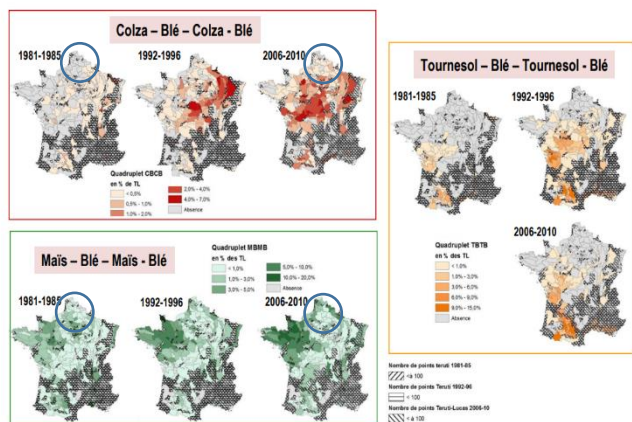 Colza – Blé – Colza - Blé
1981-1985
1992-1996
2006-2010
Quadruplet CBCB
en % de TL
< 0,5%
0,5% - 1,0%
1,0% - 2,0%
2,0% - 4,0%
4,0% - 7,0%
Absence
Maïs – Blé – Maïs - Blé
Quadruplet MBMB
en % des TL
< 1,0%
1,0% - 3,0%
3,0% - 5,0%
5,0% - 10,0%
10,0% - 20,0%
Absence
1981-1985
1992-1996
2006-2010
Tournesol – Blé – Tournesol - Blé
1981-1985
1992-1996
2006-2010
Quadruplet TBTB
en % des TL
< 1,0%
1,0% - 3,0%
3,0% - 6,0%
6,0% - 9,0%
9,0% - 15,0%
Absence
Nombre de points teruti 1981-85
< à 100
Nombre de points Teruti 1992-96
< 100
Nombre de points Teruti-Lucas 2006-10
< à 100